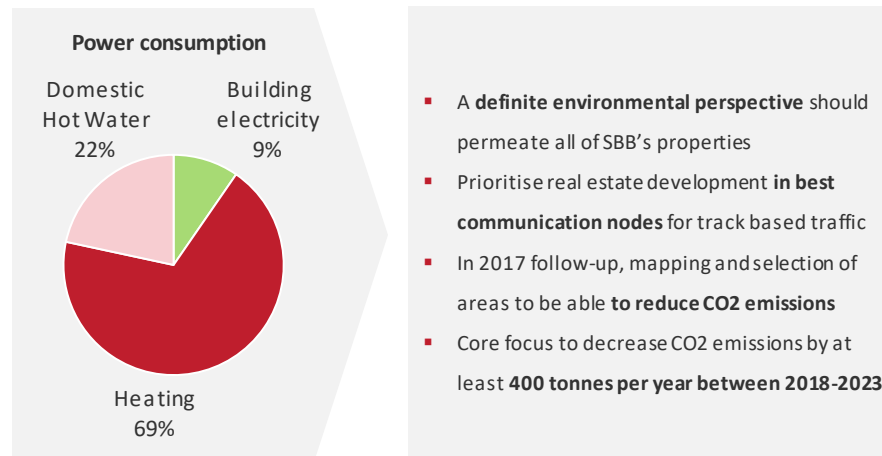 Power consumption
Domestic
Hot Water
22%
Building
electricity
9%
Heating
69%
▪ A definite environmental perspective should
permeate all of SBB's properties
▪ Prioritise real estate development in best
communication nodes for track based traffic
▪ In 2017 follow-up, mapping and selection of
areas to be able to reduce CO2 emissions
▪ Core focus to decrease CO2 emissions by at
least 400 tonnes per year between 2018-2023